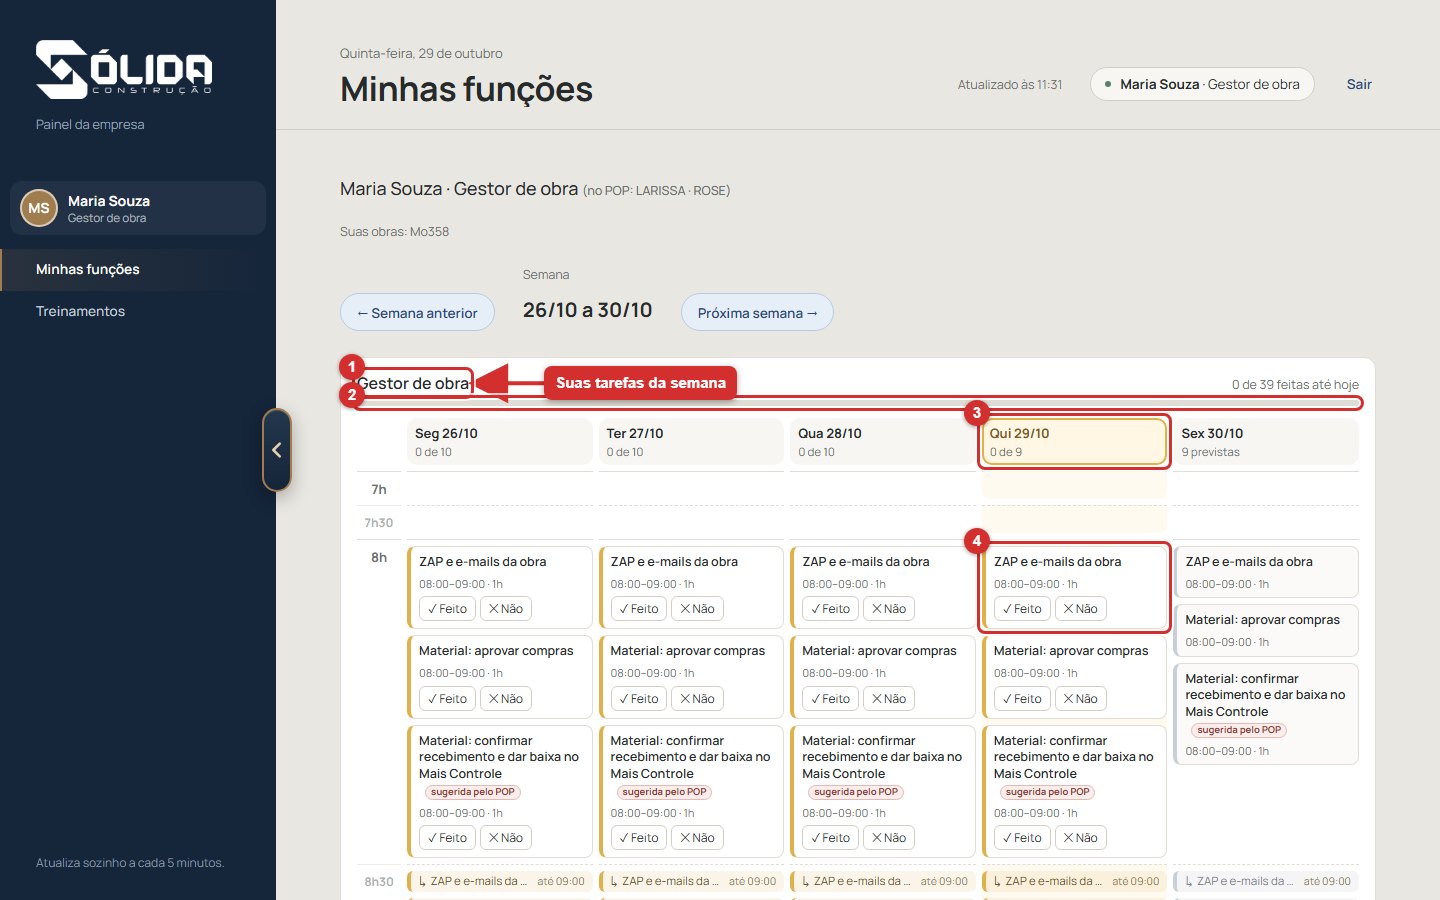 SÓLIDA
CONSTRUÇÃO
Painel da empresa
MS
Maria Souza
Gestor de obra
Minhas funções
Treinamentos
Atualiza sozinho a cada 5 minutos.
Quinta-feira, 29 de outubro
Minhas funções
Atualizado às 11:31
Maria Souza · Gestor de obra
Sair
Maria Souza · Gestor de obra (no POP: LARISSA · ROSE)
Suas obras: Mo358
← Semana anterior
Semana
26/10 a 30/10
Próxima semana →
1
Gestor de obra
Suas tarefas da semana
0 de 39 feitas até hoje
2
3
Seg 26/10
0 de 10
Ter 27/10
0 de 10
Qua 28/10
0 de 10
Qui 29/10
0 de 9
Sex 30/10
9 previstas
7h
7h30
8h
4
ZAP e e-mails da obra
08:00–09:00 · 1h
✓ Feito ✕ Não
Material: aprovar compras
08:00–09:00 · 1h
✓ Feito ✕ Não
Material: confirmar
recebimento e dar baixa no
Mais Controle
sugerida pelo POP
08:00–09:00 · 1h
✓ Feito ✕ Não
ZAP e e-mails da obra
08:00–09:00 · 1h
✓ Feito ✕ Não
Material: aprovar compras
08:00–09:00 · 1h
✓ Feito ✕ Não
Material: confirmar
recebimento e dar baixa no
Mais Controle
sugerida pelo POP
08:00–09:00 · 1h
✓ Feito ✕ Não
ZAP e e-mails da obra
08:00–09:00 · 1h
✓ Feito ✕ Não
Material: aprovar compras
08:00–09:00 · 1h
✓ Feito ✕ Não
Material: confirmar
recebimento e dar baixa no
Mais Controle
sugerida pelo POP
08:00–09:00 · 1h
✓ Feito ✕ Não
ZAP e e-mails da obra
08:00–09:00 · 1h
✓ Feito ✕ Não
Material: aprovar compras
08:00–09:00 · 1h
✓ Feito ✕ Não
Material: confirmar
recebimento e dar baixa no
Mais Controle
sugerida pelo POP
08:00–09:00 · 1h
✓ Feito ✕ Não
ZAP e e-mails da obra
08:00–09:00 · 1h
Material: aprovar compras
08:00–09:00 · 1h
Material: confirmar
recebimento e dar baixa no
Mais Controle
sugerida pelo POP
08:00–09:00 · 1h
8h30
↳ ZAP e e-mails da ... até 09:00
↳ ZAP e e-mails da ... até 09:00
↳ ZAP e e-mails da ... até 09:00
↳ ZAP e e-mails da ... até 09:00
↳ ZAP e e-mails da ... até 09:00